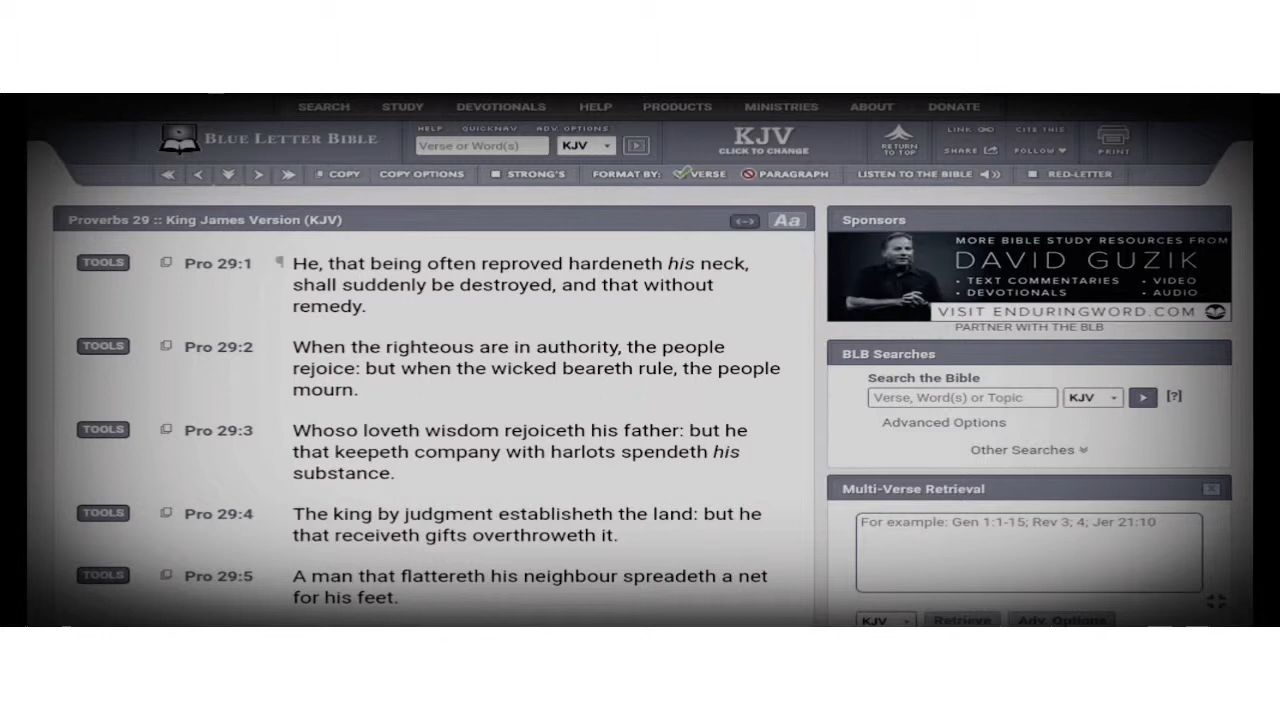 SEARCH STUDY DEVOTIONALS HELP PRODUCTS MINISTRIES ABOUT DONATE
BLUE LETTER BIBLE
HELP QUICKNAV ADV. OPTIONS
Verse or Word(s) KJV
KJV
CLICK TO CHANGE
RETURN
TO TOP
LINK CITE THIS
SHARE FOLLOW
PRINT
COPY COPY OPTIONS STRONG'S FORMAT BY: VERSE PARAGRAPH LISTEN TO THE BIBLE RED-LETTER
Proverbs 29 :: King James Version (KJV) Aa
TOOLS Pro 29:1 ¶ He, that being often reproved hardeneth his neck,
shall suddenly be destroyed, and that without
remedy.
TOOLS Pro 29:2 When the righteous are in authority, the people
rejoice: but when the wicked beareth rule, the people
mourn.
TOOLS Pro 29:3 Whoso loveth wisdom rejoiceth his father: but he
that keepeth company with harlots spendeth his
substance.
TOOLS Pro 29:4 The king by judgment establisheth the land: but he
that receiveth gifts overthroweth it.
TOOLS Pro 29:5 A man that flattereth his neighbour spreadeth a net
for his feet.
Sponsors
MORE BIBLE STUDY RESOURCES FROM
DAVID GUZIK
• TEXT COMMENTARIES • VIDEO
• DEVOTIONALS • AUDIO
VISIT ENDURINGWORD.COM
PARTNER WITH THE BLB
BLB Searches
Search the Bible
Verse, Word(s) or Topic KJV [?]
Advanced Options
Other Searches
Multi-Verse Retrieval x
For example: Gen 1:1-15; Rev 3; 4; Jer 21:10
KJV Retrieve Adv. Options